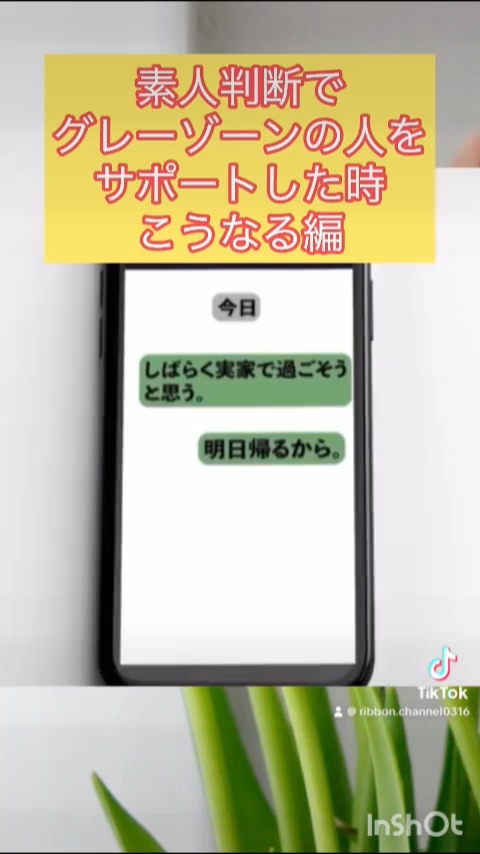 素人判断で
グレーゾーンの人を
サポートした時
こうなる編
今日
しばらく実家で過ごそう
と思う。
明日帰るから。
TikTok
@ribbon.channel0316
InShOt